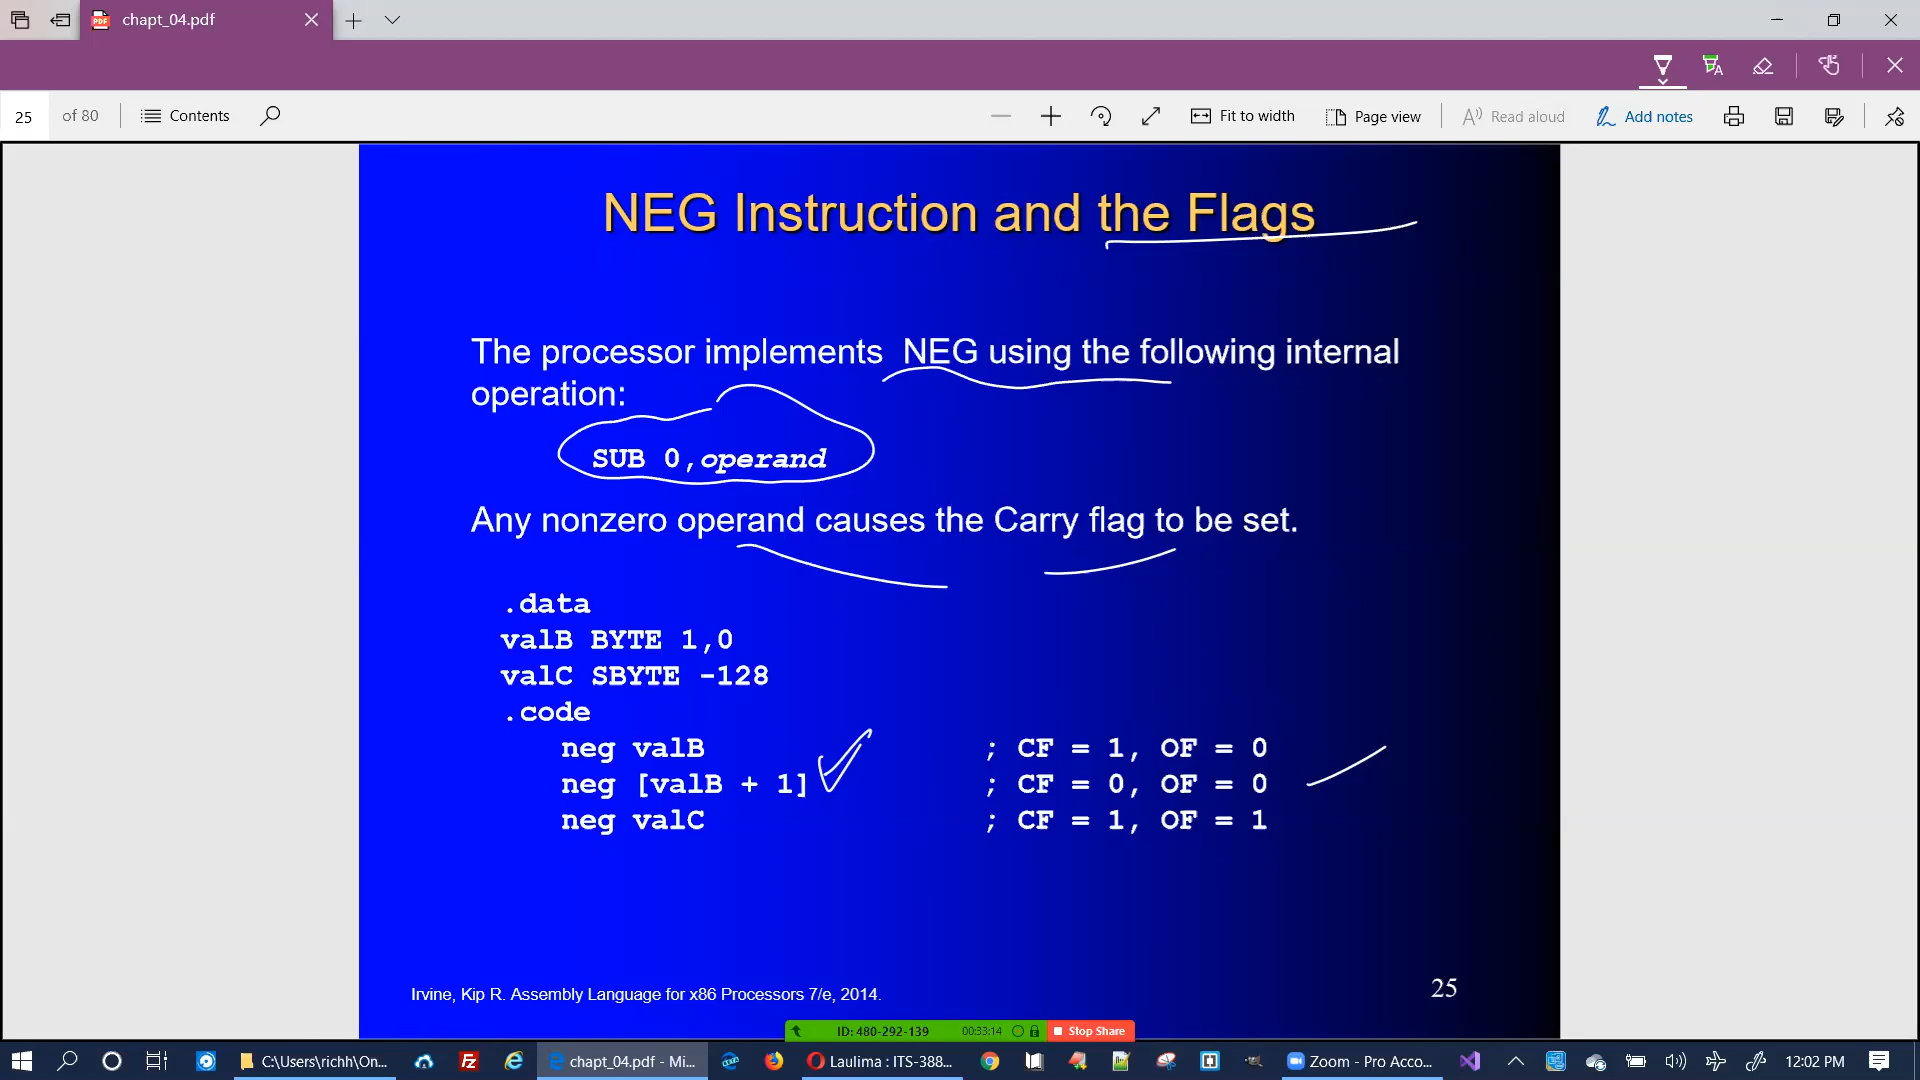 chapt_04.pdf
25 of 80 Contents Fit to width Page view Read aloud Add notes
NEG Instruction and the Flags
The processor implements NEG using the following internal
operation:
SUB 0,operand
Any nonzero operand causes the Carry flag to be set.
.data
valB BYTE 1,0
valC SBYTE -128
.code
neg valB ; CF = 1, OF = 0
neg [valB + 1] ; CF = 0, OF = 0
neg valC ; CF = 1, OF = 1
Irvine, Kip R. Assembly Language for x86 Processors 7/e, 2014.
25
ID: 480-292-139 00:33:14 Stop Share
C:\Users\richh\On... chapt_04.pdf - Mi... Laulima : ITS-388... Zoom - Pro Acco... 12:02 PM